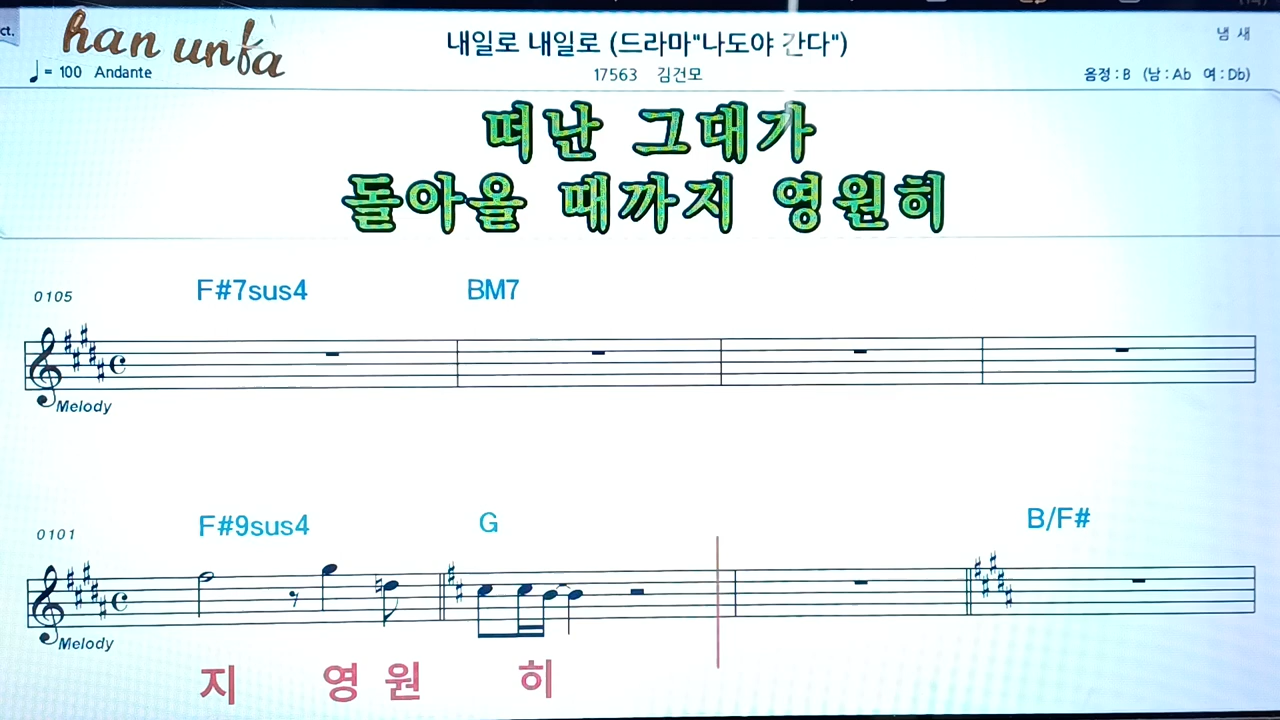 ct.
han unfa
내일로 내일로 (드라마"나도야 간다")
냄 새
♩= 100 Andante
17563 김건모
음정 : B (남 : Ab 여 : Db)
떠난 그대가
돌아올 때까지 영원히
0105
F#7sus4 BM7
Melody
0101
F#9sus4 G B/F#
Melody
지 영 원 히